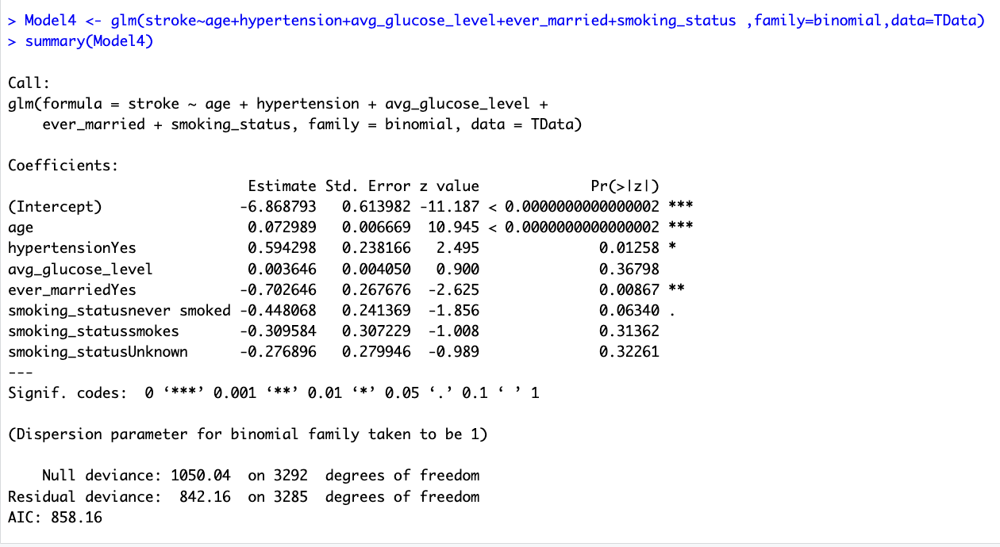 > Model4 <- glm(stroke~age+hypertension+avg_glucose_level+ever_married+smoking_status ,family=binomial,data=TData)
> summary(Model4)
Call:
glm(formula = stroke ~ age + hypertension + avg_glucose_level +
    ever_married + smoking_status, family = binomial, data = TData)
Coefficients:
                            Estimate Std. Error z value             Pr(>|z|)
(Intercept)                -6.868793   0.613982 -11.187 < 0.0000000000000002 ***
age                         0.072989   0.006669  10.945 < 0.0000000000000002 ***
hypertensionYes             0.594298   0.238166   2.495              0.01258 *
avg_glucose_level           0.003646   0.004050   0.900              0.36798
ever_marriedYes            -0.702646   0.267676  -2.625              0.00867 **
smoking_statusnever smoked -0.448068   0.241369  -1.856              0.06340 .
smoking_statussmokes       -0.309584   0.307229  -1.008              0.31362
smoking_statusUnknown      -0.276896   0.279946  -0.989              0.32261
---
Signif. codes:  0 ‘***’ 0.001 ‘**’ 0.01 ‘*’ 0.05 ‘.’ 0.1 ‘ ’ 1
(Dispersion parameter for binomial family taken to be 1)
    Null deviance: 1050.04  on 3292  degrees of freedom
Residual deviance:  842.16  on 3285  degrees of freedom
AIC: 858.16